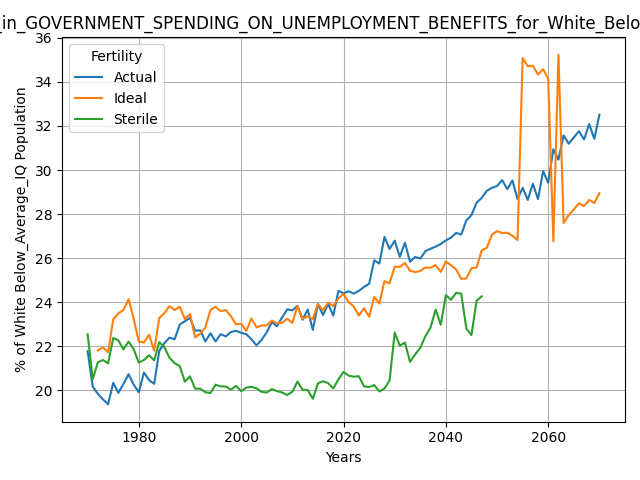 _in_GOVERNMENT_SPENDING_ON_UNEMPLOYMENT_BENEFITS_for_White_Belo
Fertility
Actual
Ideal
Sterile
% of White Below_Average_IQ Population
36
34
32
30
28
26
24
22
20
1980
2000
2020
2040
2060
Years